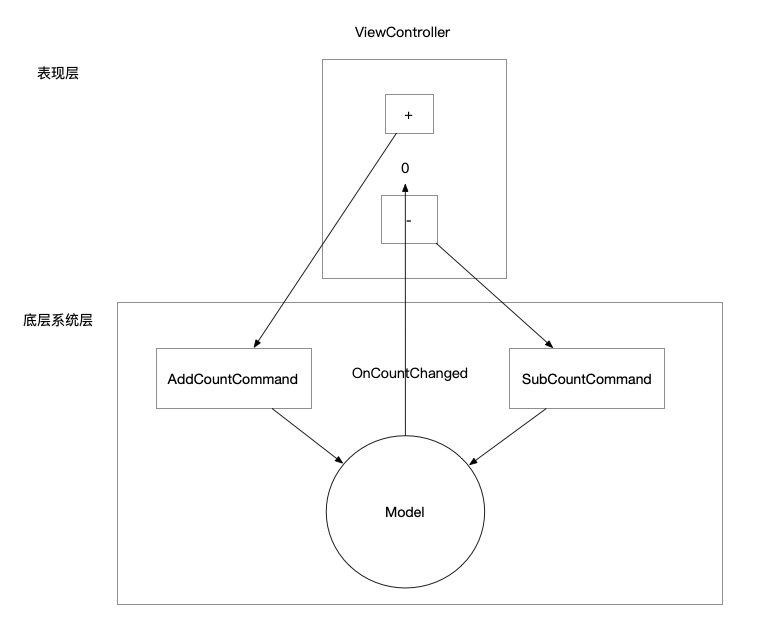 ViewController
表现层
+
0
-
底层系统层
AddCountCommand
OnCountChanged
SubCountCommand
Model